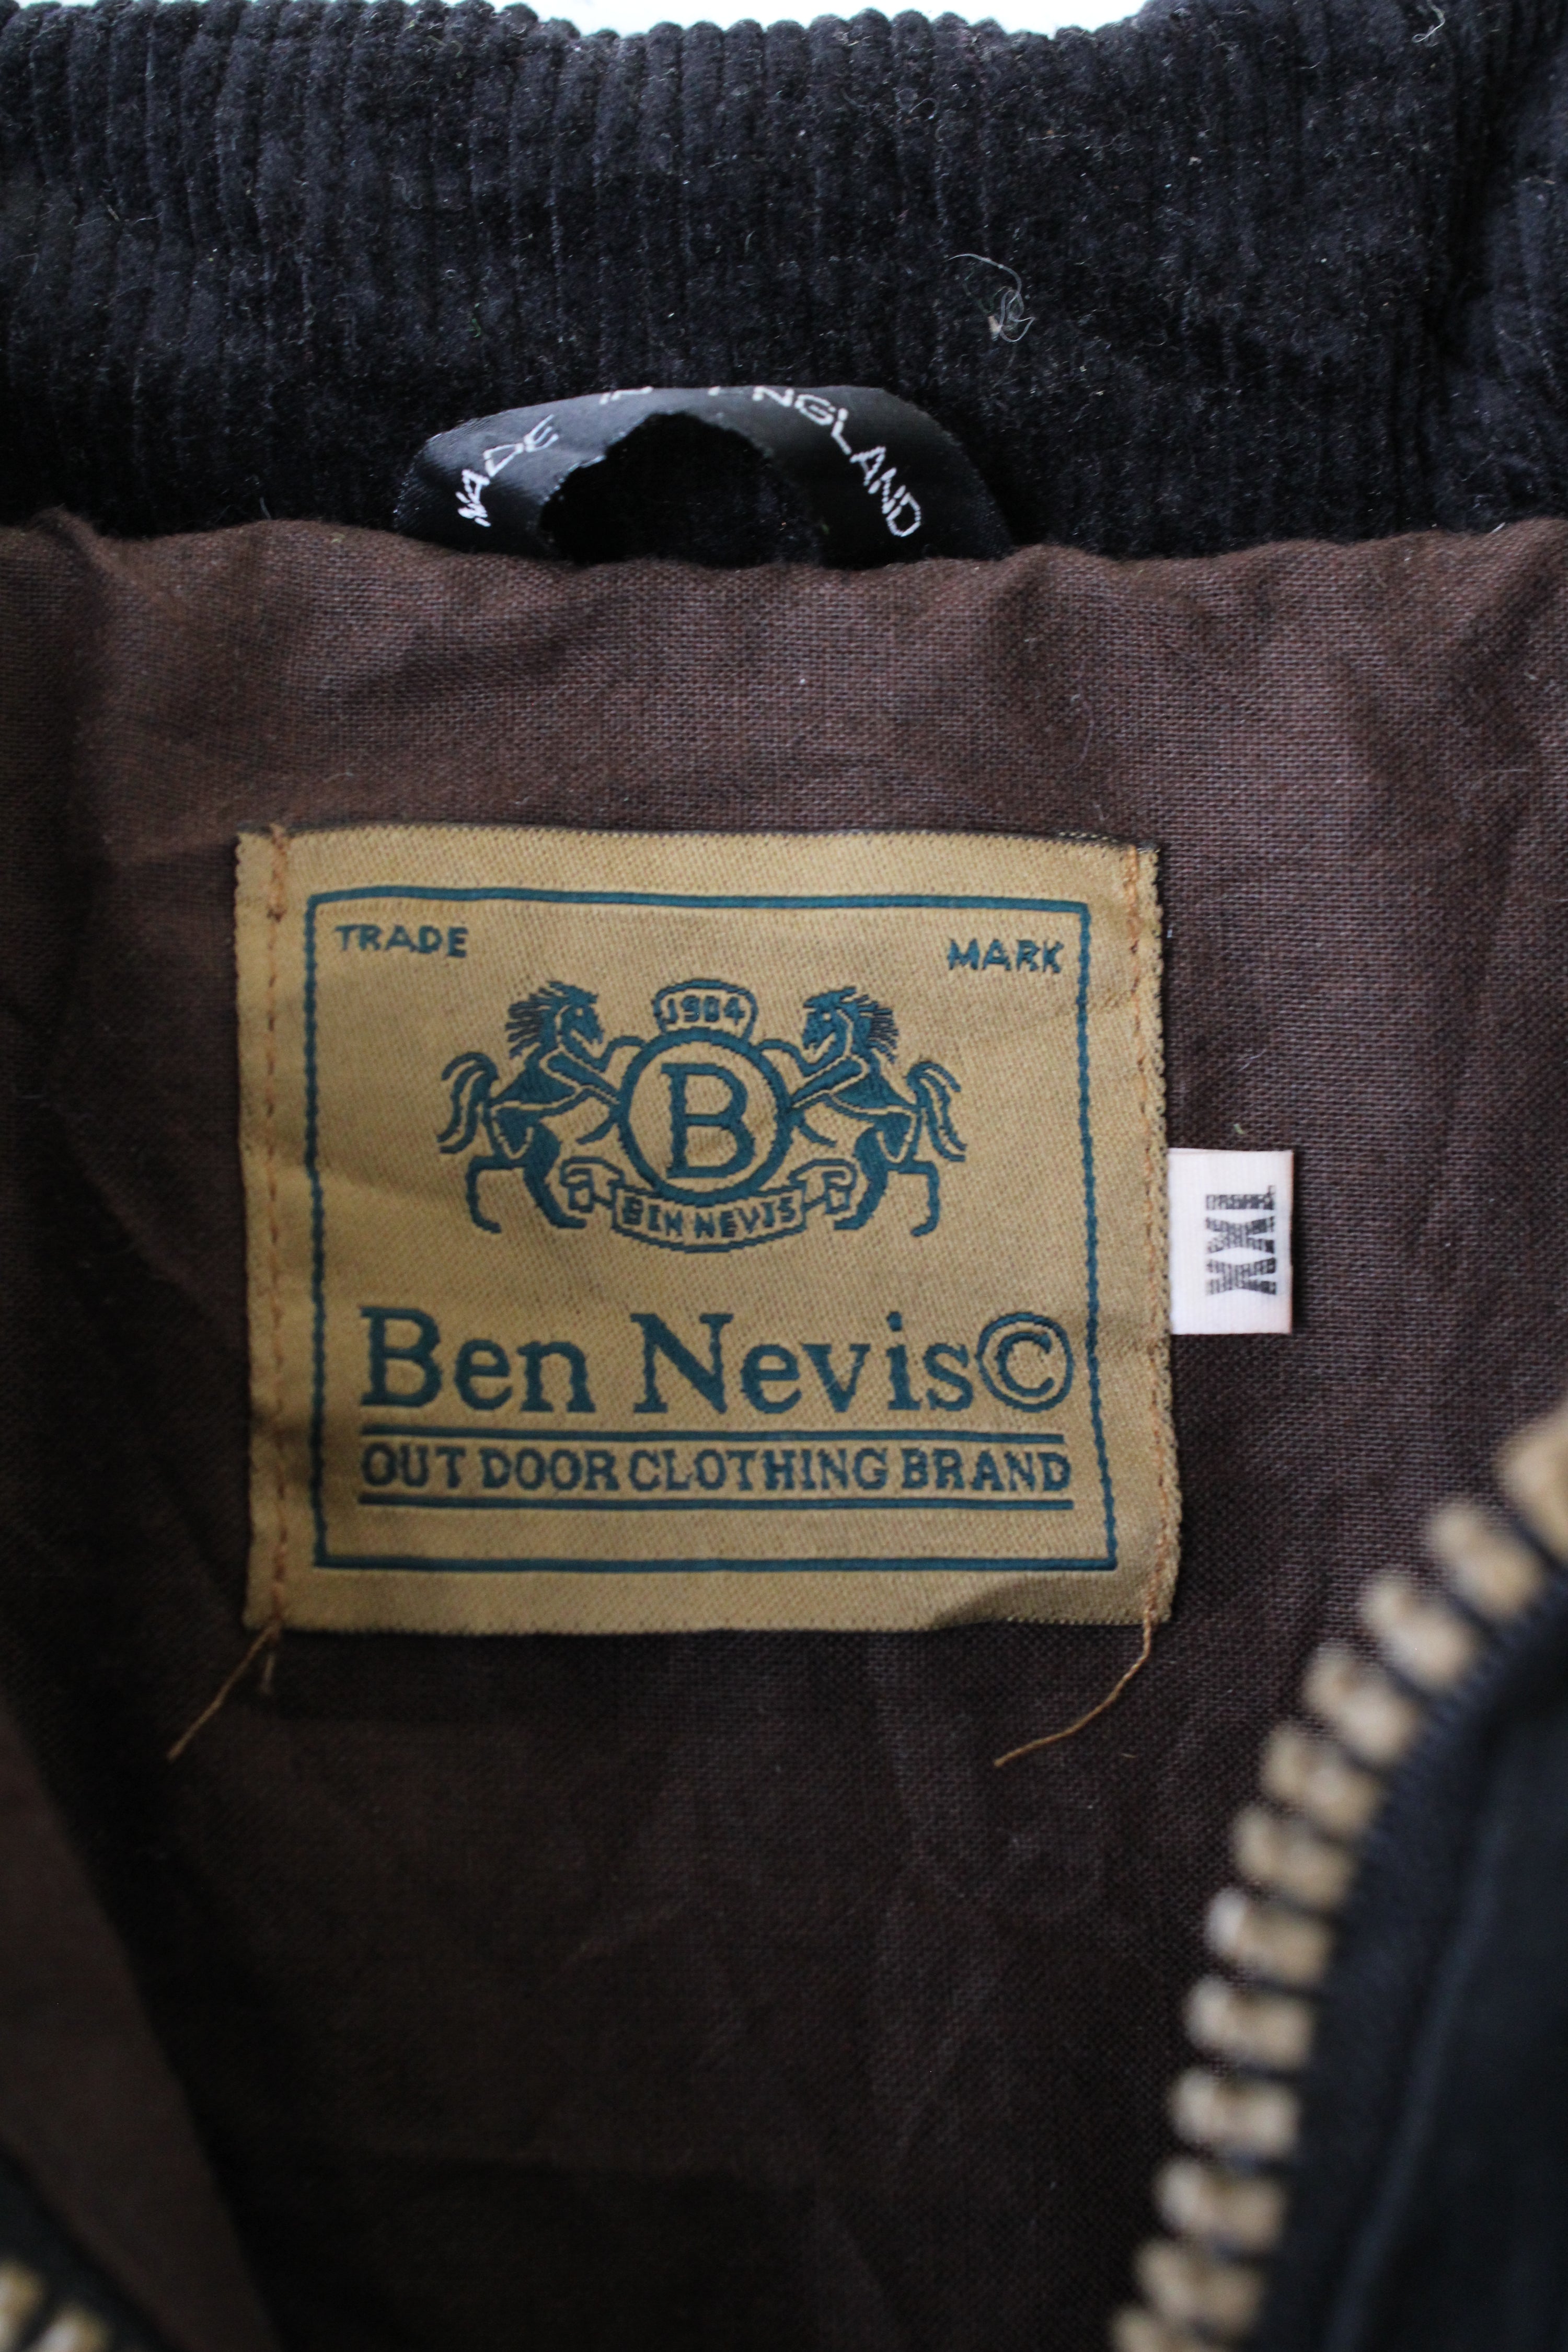 MADE IN ENGLAND
TRADE MARK
1984
B
BEN NEVIS
Ben Nevis©
OUT DOOR CLOTHING BRAND
XXL